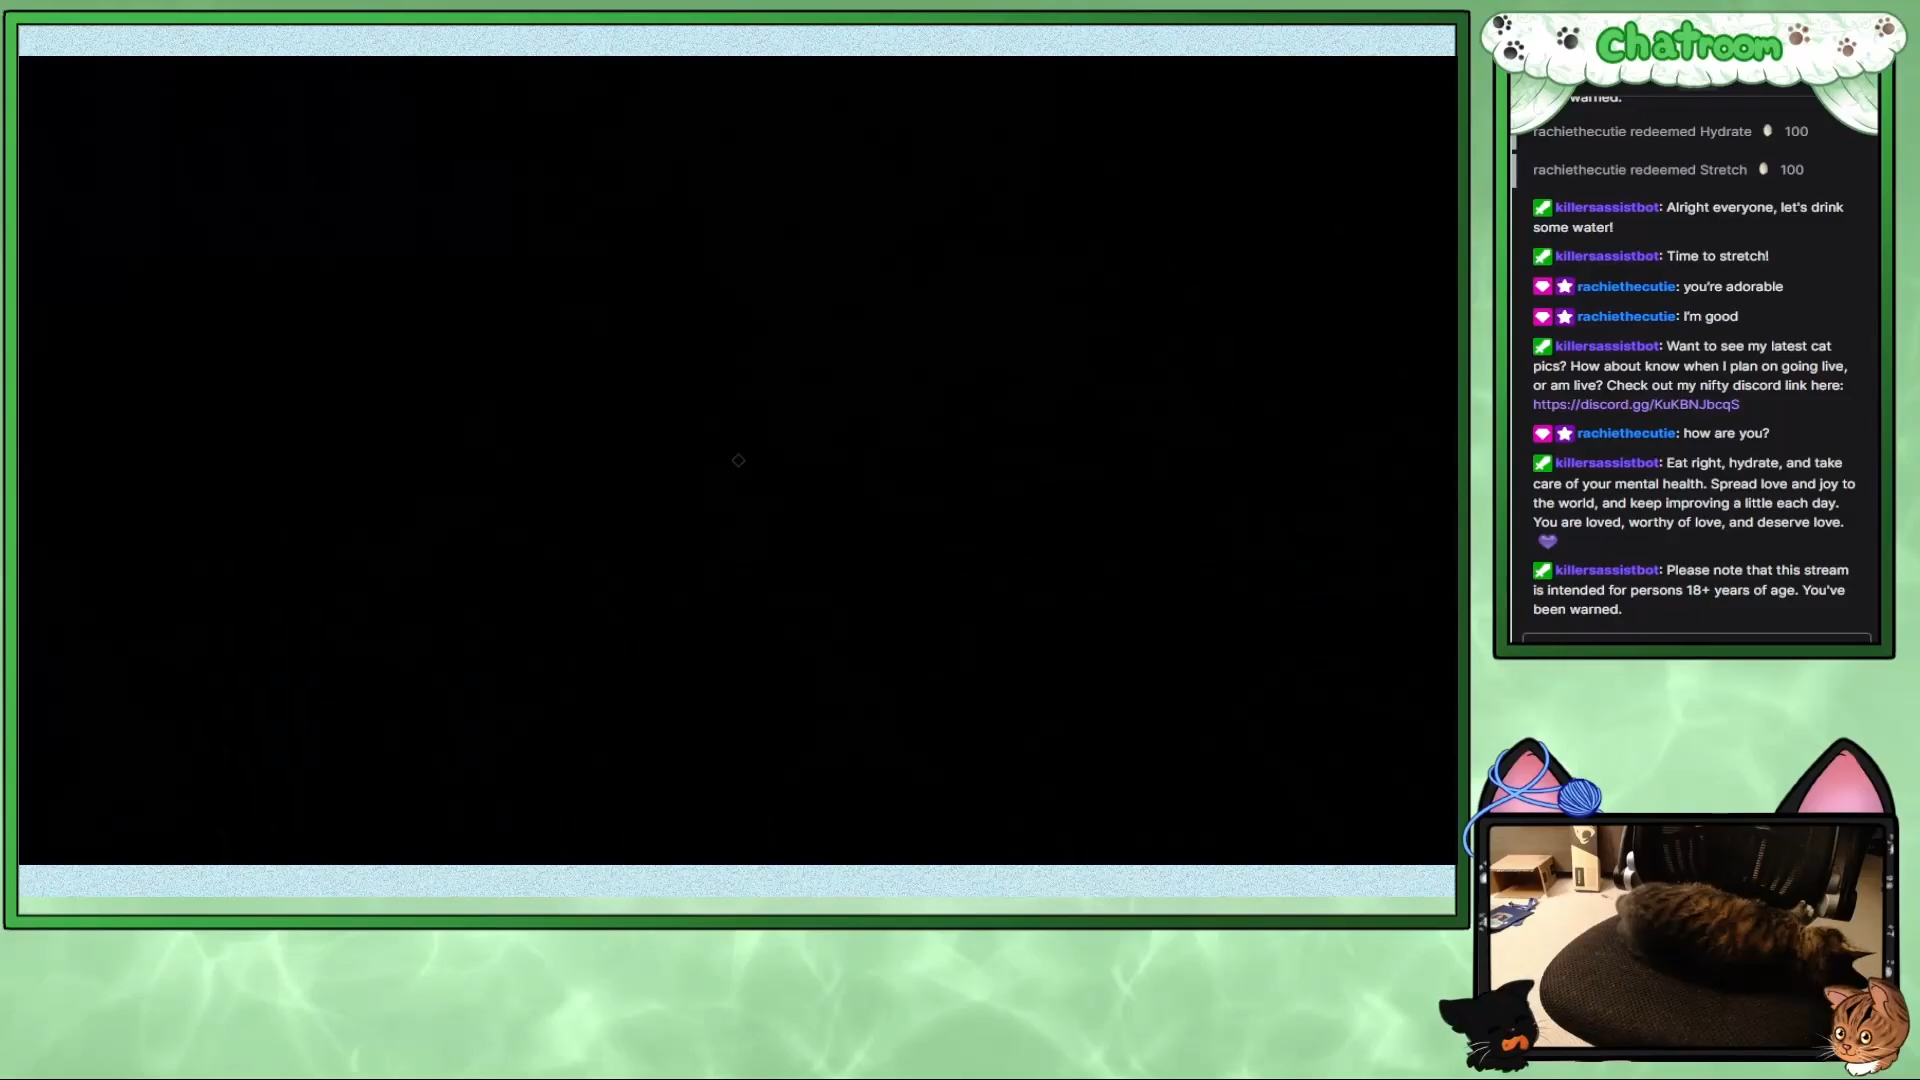 Chatroom
warned.
rachiethecutie redeemed Hydrate 100
rachiethecutie redeemed Stretch 100
killersassistbot: Alright everyone, let's drink
some water!
killersassistbot: Time to stretch!
rachiethecutie: you're adorable
rachiethecutie: I'm good
killersassistbot: Want to see my latest cat
pics? How about know when I plan on going live,
or am live? Check out my nifty discord link here:
https://discord.gg/KuKBNJbcqS
rachiethecutie: how are you?
killersassistbot: Eat right, hydrate, and take
care of your mental health. Spread love and joy to
the world, and keep improving a little each day.
You are loved, worthy of love, and deserve love.
killersassistbot: Please note that this stream
is intended for persons 18+ years of age. You've
been warned.